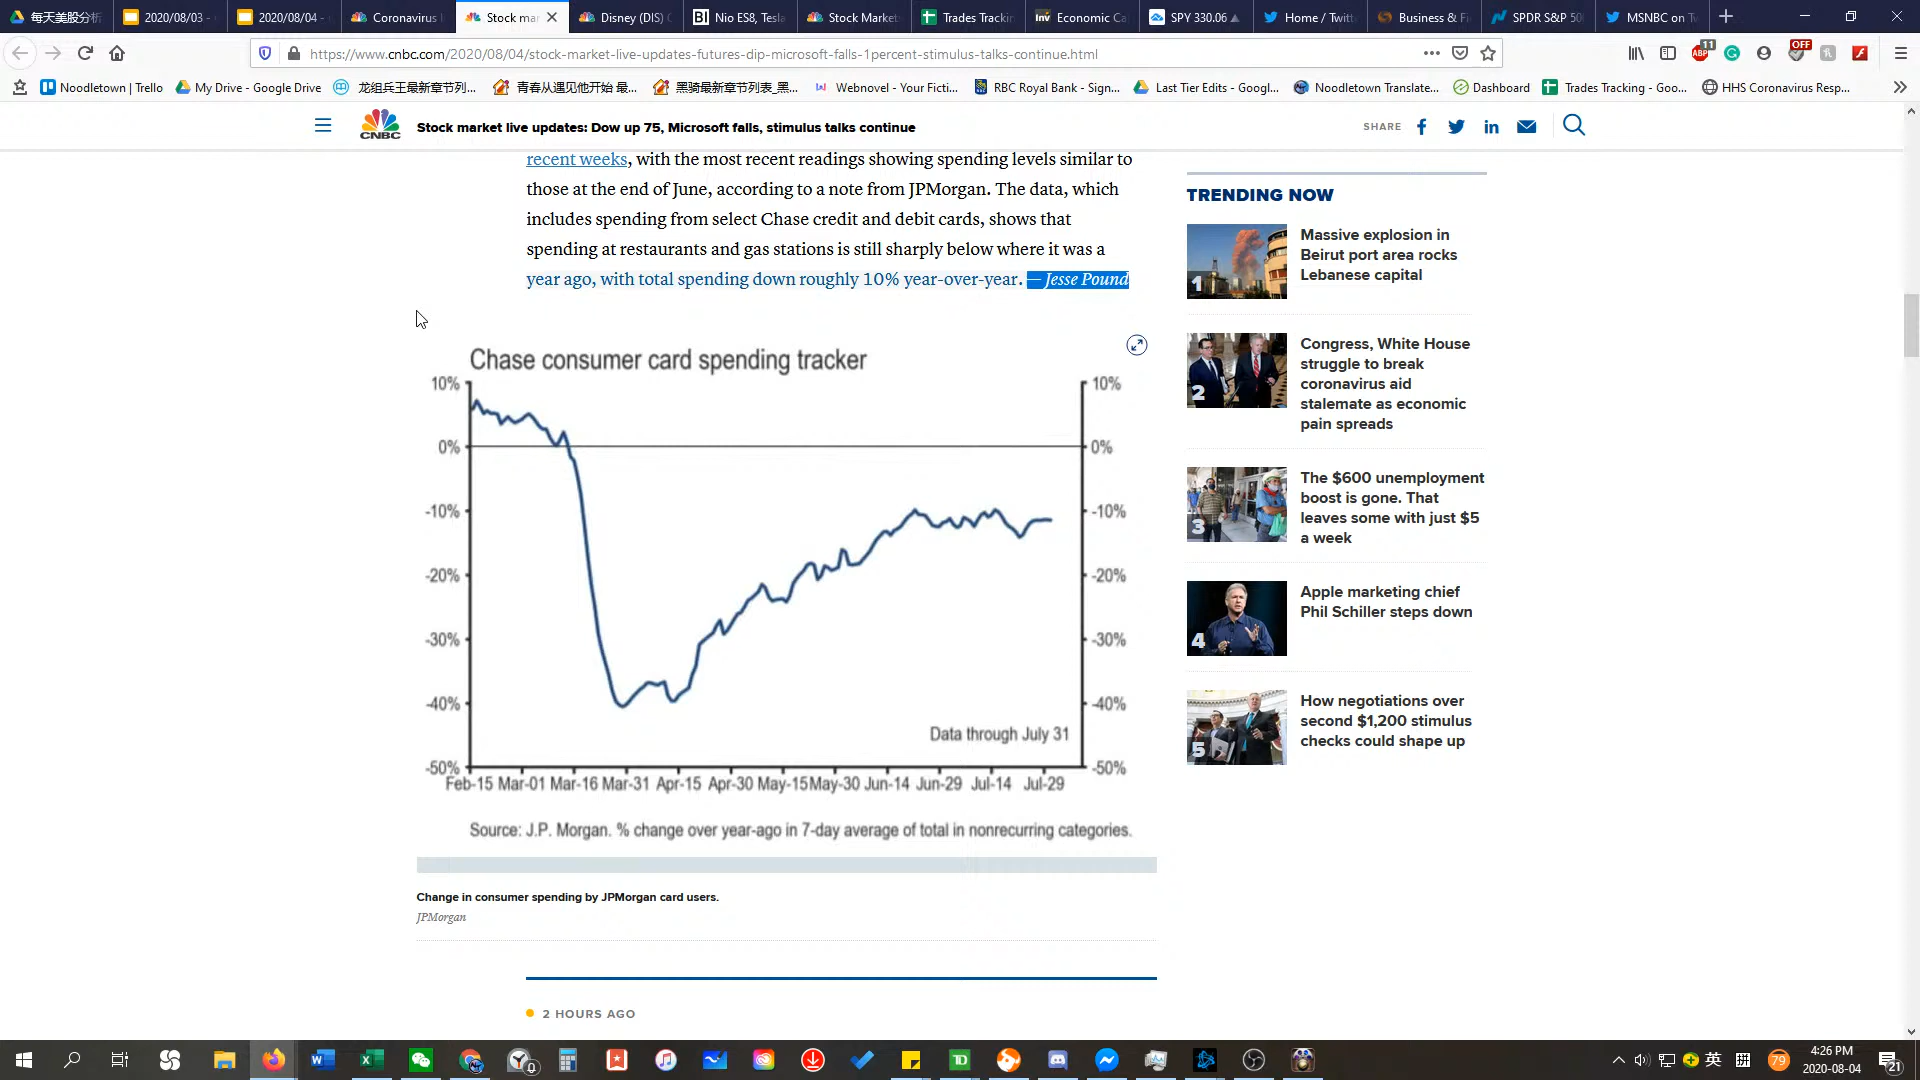 每天美股分析
2020/08/03 -
2020/08/04 -
Coronavirus
Stock mar
Disney (DIS)
Nio ES8, Tesla
Stock Market
Trades Tracki
Economic Ca
SPY 330.06
Home / Twitt
Business & Fi
SPDR S&P 50
MSNBC on T
https://www.cnbc.com/2020/08/04/stock-market-live-updates-futures-dip-microsoft-falls-1percent-stimulus-talks-continue.html
11
OFF
Noodletown | Trello
My Drive - Google Drive
龙组兵王最新章节列...
青春从遇见他开始 最...
黑骑最新章节列表_黑...
Webnovel - Your Ficti...
RBC Royal Bank - Sign...
Last Tier Edits - Googl...
Noodletown Translate...
Dashboard
Trades Tracking - Goo...
HHS Coronavirus Resp...
CNBC
Stock market live updates: Dow up 75, Microsoft falls, stimulus talks continue
SHARE
recent weeks, with the most recent readings showing spending levels similar to
those at the end of June, according to a note from JPMorgan. The data, which
includes spending from select Chase credit and debit cards, shows that
spending at restaurants and gas stations is still sharply below where it was a
year ago, with total spending down roughly 10% year-over-year. — Jesse Pound
Chase consumer card spending tracker
10% 10%
0% 0%
-10% -10%
-20% -20%
-30% -30%
-40% -40%
Data through July 31
-50% -50%
Feb-15 Mar-01 Mar-16 Mar-31 Apr-15 Apr-30 May-15 May-30 Jun-14 Jun-29 Jul-14 Jul-29
Source: J.P. Morgan. % change over year-ago in 7-day average of total in nonrecurring categories.
Change in consumer spending by JPMorgan card users.
JPMorgan
2 HOURS AGO
TRENDING NOW
1
Massive explosion in
Beirut port area rocks
Lebanese capital
2
Congress, White House
struggle to break
coronavirus aid
stalemate as economic
pain spreads
3
The $600 unemployment
boost is gone. That
leaves some with just $5
a week
4
Apple marketing chief
Phil Schiller steps down
5
How negotiations over
second $1,200 stimulus
checks could shape up
英
拼
79
4:26 PM
2020-08-04
21